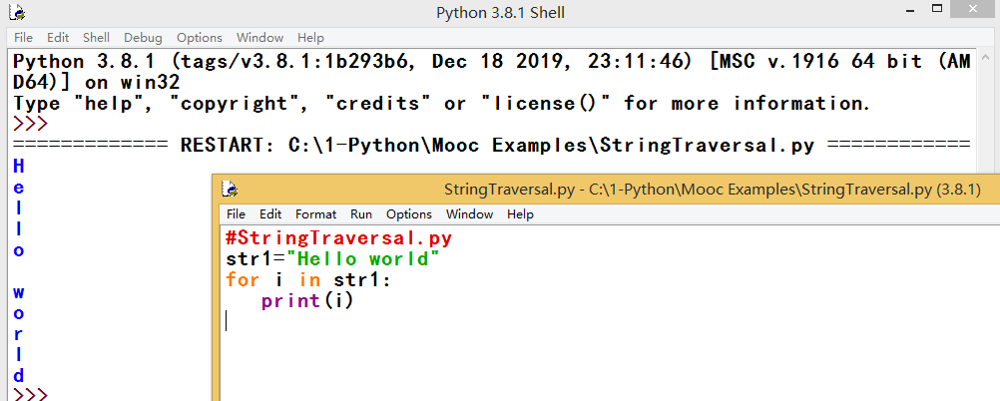 Python 3.8.1 Shell
File Edit Shell Debug Options Window Help
Python 3.8.1 (tags/v3.8.1:1b293b6, Dec 18 2019, 23:11:46) [MSC v.1916 64 bit (AM
D64)] on win32
Type "help", "copyright", "credits" or "license()" for more information.
>>>
============= RESTART: C:\1-Python\Mooc Examples\StringTraversal.py ============
H
e
l
l
o
w
o
r
l
d
>>>
StringTraversal.py - C:\1-Python\Mooc Examples\StringTraversal.py (3.8.1)
File Edit Format Run Options Window Help
#StringTraversal.py
str1="Hello world"
for i in str1:
   print(i)